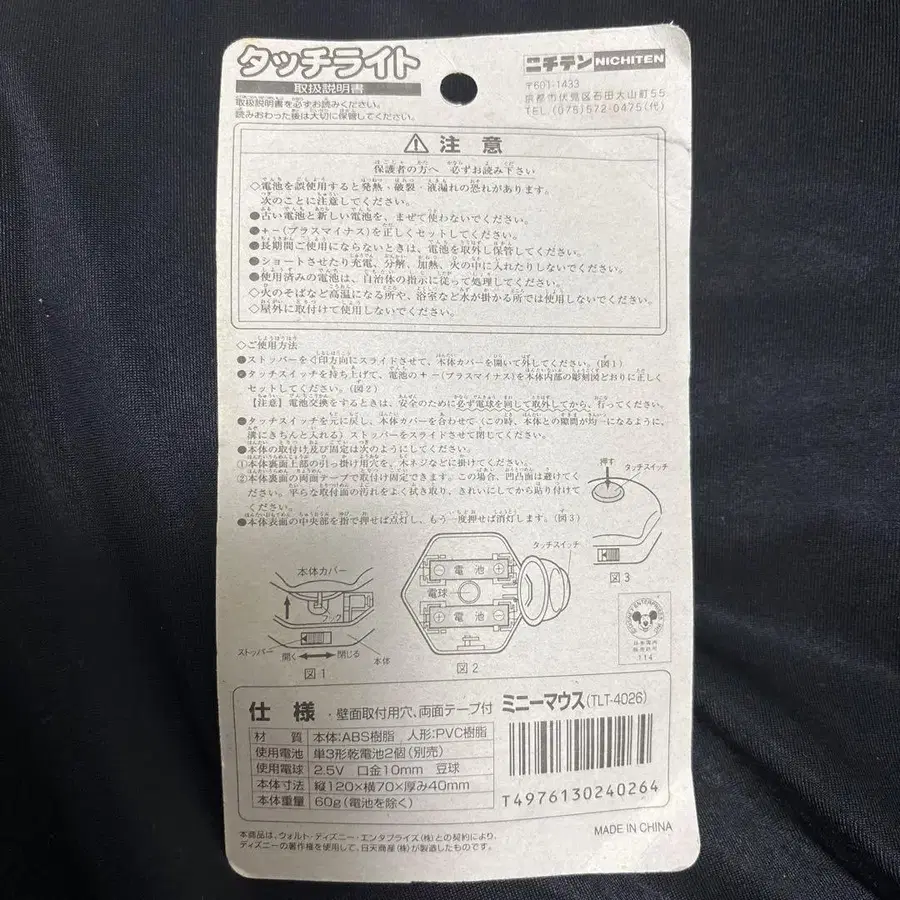 タッチライト
取扱説明書
取扱説明書を必ずお読みください。
読みおわった後は大切に保管してください。
ニチテン NICHITEN
〒601-1433
京都市伏見区石田大山町55
TEL.(075)572-0475(代)
⚠ 注意
保護者の方へ 必ずお読み下さい
◇電池を誤使用すると発熱・破裂・液漏れの恐れがあります。
次のことに注意してください。
●古い電池と新しい電池を、まぜて使わないでください。
●+−(プラスマイナス)を正しくセットしてください。
●長期間ご使用にならないときは、電池を取外し保管してください。
●ショートさせたり充電、分解、加熱、火の中に入れたりしないでください。
●使用済みの電池は、自治体の指示に従って処理してください。
◇火のそばなど高温になる所や、浴室など水が掛かる所では使用しないでください。
◇屋外に取付けて使用しないでください。
◇ご使用方法
●ストッパーを◁印方向にスライドさせて、本体カバーを開いて外してください。(図1)
●タッチスイッチを持ち上げて、電池の+−(プラスマイナス)を本体内部の彫刻図どおりに正しく
セットしてください。(図2)
【注意】電池交換をするときは、安全のために必ず電球を回して取外してから、行ってください。
●タッチスイッチを元に戻し、本体カバーを合わせて(この時、本体との隙間が均一になるように、
溝にきちんと入れる)ストッパーをスライドさせて閉じてください。
●本体の取付け及び固定は次のようにしてください。
①本体裏面上部の引っ掛け用穴を、木ネジなどに掛けてください。
②本体裏面の両面テープで取付け固定できます。この場合、凹凸面は避けてく
ださい。平らな取付面の汚れをよく拭き取り、きれいにしてから貼り付けて
ください。
●本体表面の中央部を指で押せば点灯し、もう一度押せば消灯します。(図3)
押す
タッチスイッチ
図3
本体カバー
フック
ストッパー
開く
閉じる
本体
図1
電池
電球
電池
タッチスイッチ
図2
114
仕様 ・壁面取付用穴、両面テープ付
材質 本体:ABS樹脂 人形:PVC樹脂
使用電池 単3形乾電池2個(別売)
使用電球 2.5V 口金10mm 豆球
本体寸法 縦120×横70×厚み40mm
本体重量 60g(電池を除く)
ミニーマウス(TLT-4026)
T4976130240264
本商品は、ウォルト・ディズニー・エンタプライズ(株)との契約により、
ディズニーの著作権を使用して、日天商産(株)が製造したものです。
MADE IN CHINA